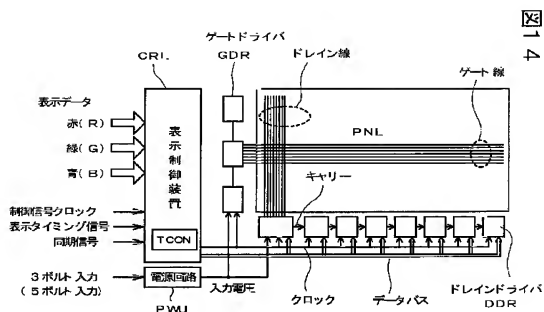 図14
CRL
ゲートドライバ
GDR
ドレイン線
ゲート線
表示データ
赤(R)
緑(G)
青(B)
表示制御装置
PNL
キャリー
制御信号クロック
表示タイミング信号
同期信号
TCON
3ボルト入力
(5ボルト入力)
電源回路
PWU
入力電圧
クロック
データバス
ドレインドライバ
DDR